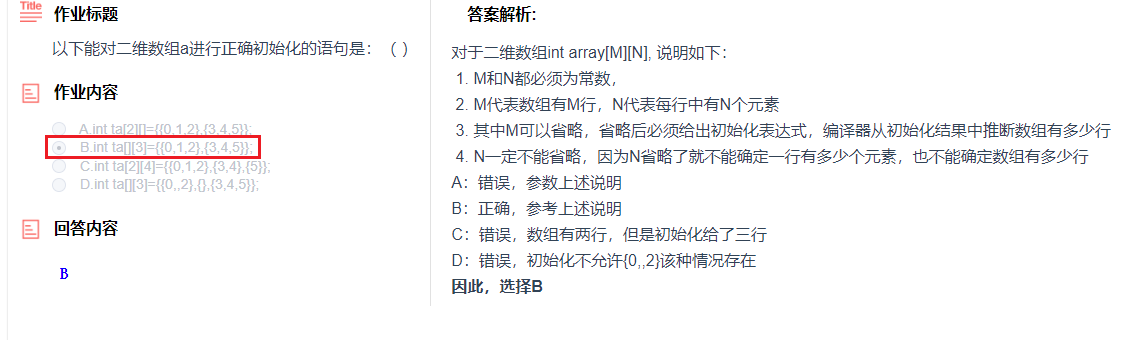 Title
作业标题
以下能对二维数组a进行正确初始化的语句是：（ ）
作业内容
A.int ta[2][]={{0,1,2},{3,4,5}};
B.int ta[][3]={{0,1,2},{3,4,5}};
C.int ta[2][4]={{0,1,2},{3,4},{5}};
D.int ta[][3]={{0,,2},{},{3,4,5}};
回答内容
B
答案解析:
对于二维数组int array[M][N], 说明如下：
1. M和N都必须为常数，
2. M代表数组有M行，N代表每行中有N个元素
3. 其中M可以省略，省略后必须给出初始化表达式，编译器从初始化结果中推断数组有多少行
4. N一定不能省略，因为N省略了就不能确定一行有多少个元素，也不能确定数组有多少行
A：错误，参数上述说明
B：正确，参考上述说明
C：错误，数组有两行，但是初始化给了三行
D：错误，初始化不允许{0,,2}该种情况存在
因此，选择B